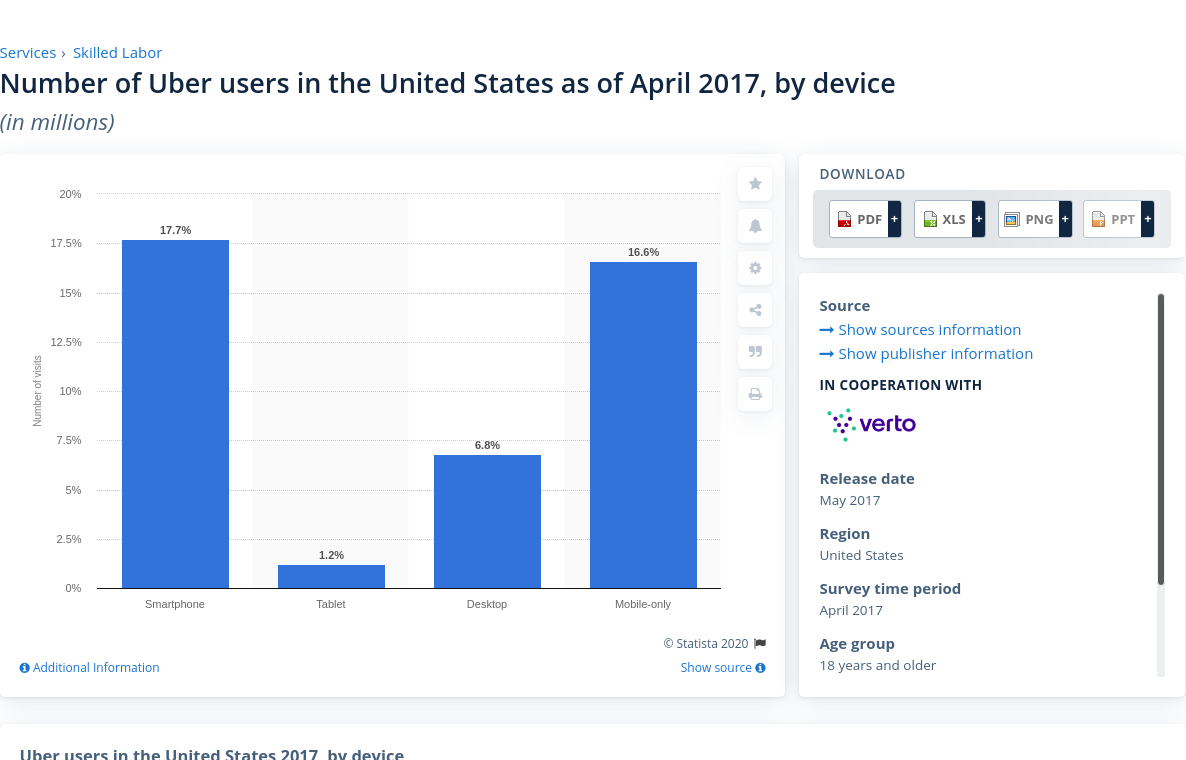 Services › Skilled Labor
Number of Uber users in the United States as of April 2017, by device
(in millions)
20%
17.5%
15%
12.5%
10%
7.5%
5%
2.5%
0%
Number of visits
17.7%
1.2%
6.8%
16.6%
Smartphone
Tablet
Desktop
Mobile-only
© Statista 2020
Additional Information
Show source
DOWNLOAD
PDF + XLS + PNG + PPT +
Source
Show sources information
Show publisher information
IN COOPERATION WITH
verto
Release date
May 2017
Region
United States
Survey time period
April 2017
Age group
18 years and older
Uber users in the United States 2017, by device